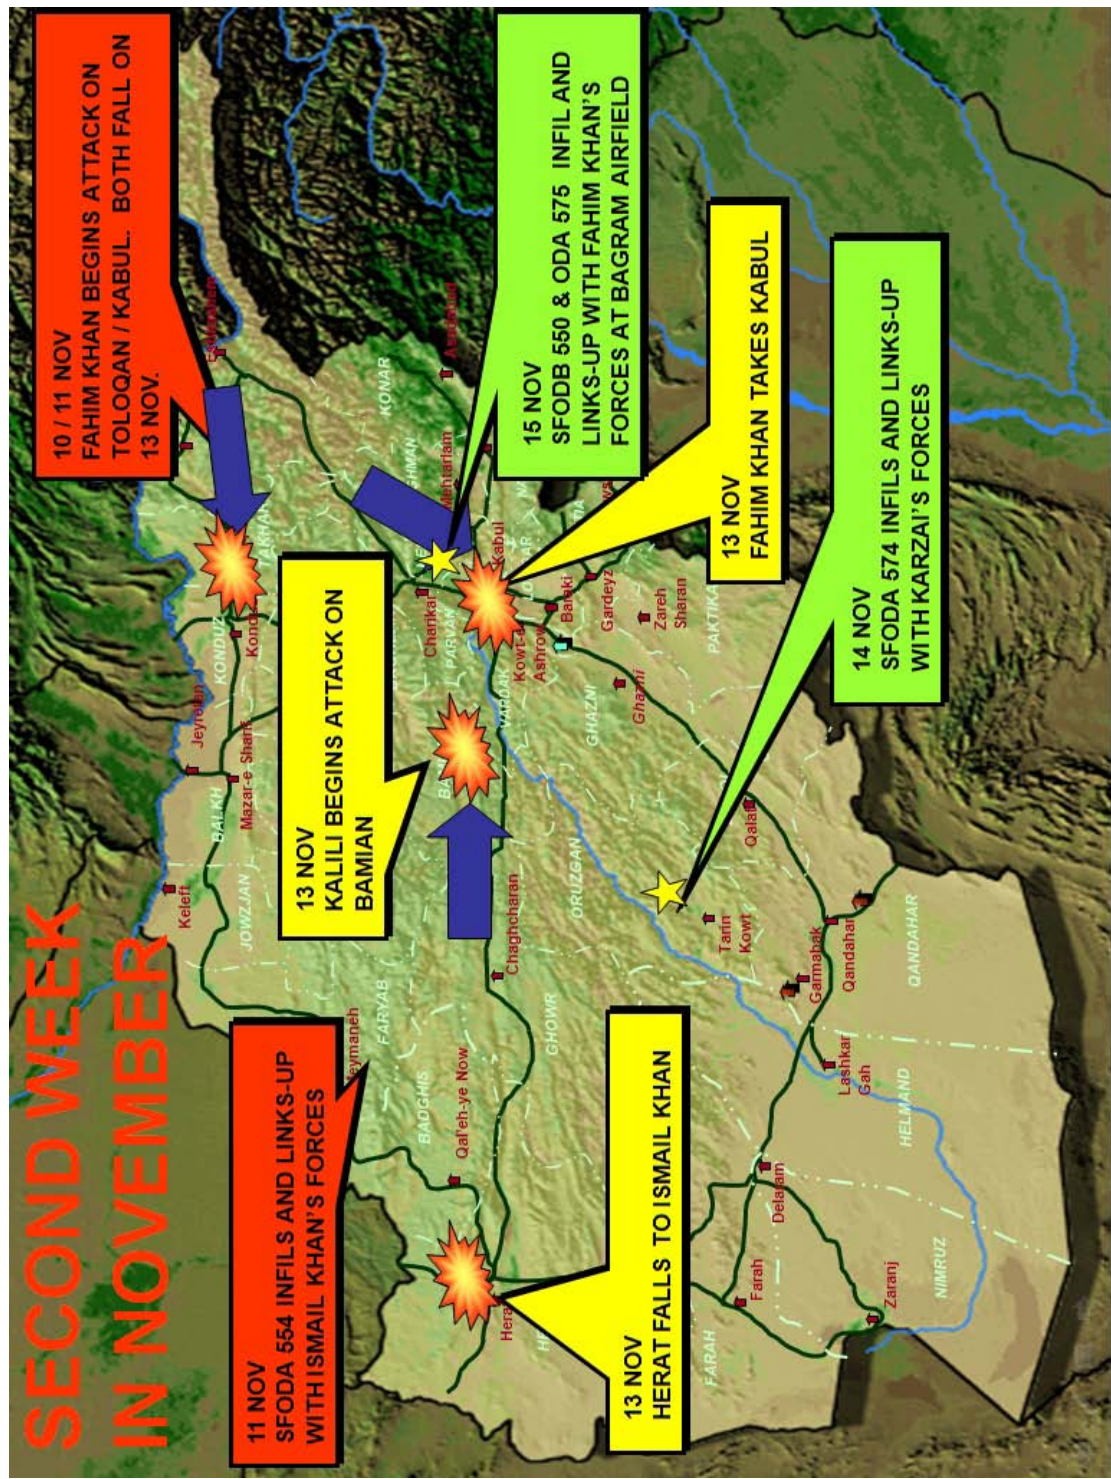 SECOND WEEK
IN NOVEMBER
10 / 11 NOV
FAHIM KHAN BEGINS ATTACK ON
TOLOQAN / KABUL. BOTH FALL ON
13 NOV.
11 NOV
SFODA 554 INFILS AND LINKS-UP
WITH ISMAIL KHAN'S FORCES
13 NOV
KALILI BEGINS ATTACK ON
BAMIAN
15 NOV
SFODB 550 & ODA 575 INFIL AND
LINKS-UP WITH FAHIM KHAN'S
FORCES AT BAGRAM AIRFIELD
13 NOV
HERAT FALLS TO ISMAIL KHAN
13 NOV
FAHIM KHAN TAKES KABUL
14 NOV
SFODA 574 INFILS AND LINKS-UP
WITH KARZAI'S FORCES
Keleft
Jeyretan
Mazar-e Sharif
BALKH
JOWZJAN
KONDUZ
FARYAB
BADGHIS
Qal'eh-ye Now
Chaghcharan
GHOWR
ORUZGAN
Charikar
PARVAK
VARDAK
Kowt-e
Ashrow
Kabul
KONAR
Baraki
Gardeyz
Zareh
Sharan
GHAZNI
Ghazni
PAKTIKA
Tarin
Kowt
Qalat
Garmabak
Qandahar
QANDAHAR
Lashkar
Gah
HELMAND
Delaram
Farah
FARAH
Zaranj
NIMRUZ